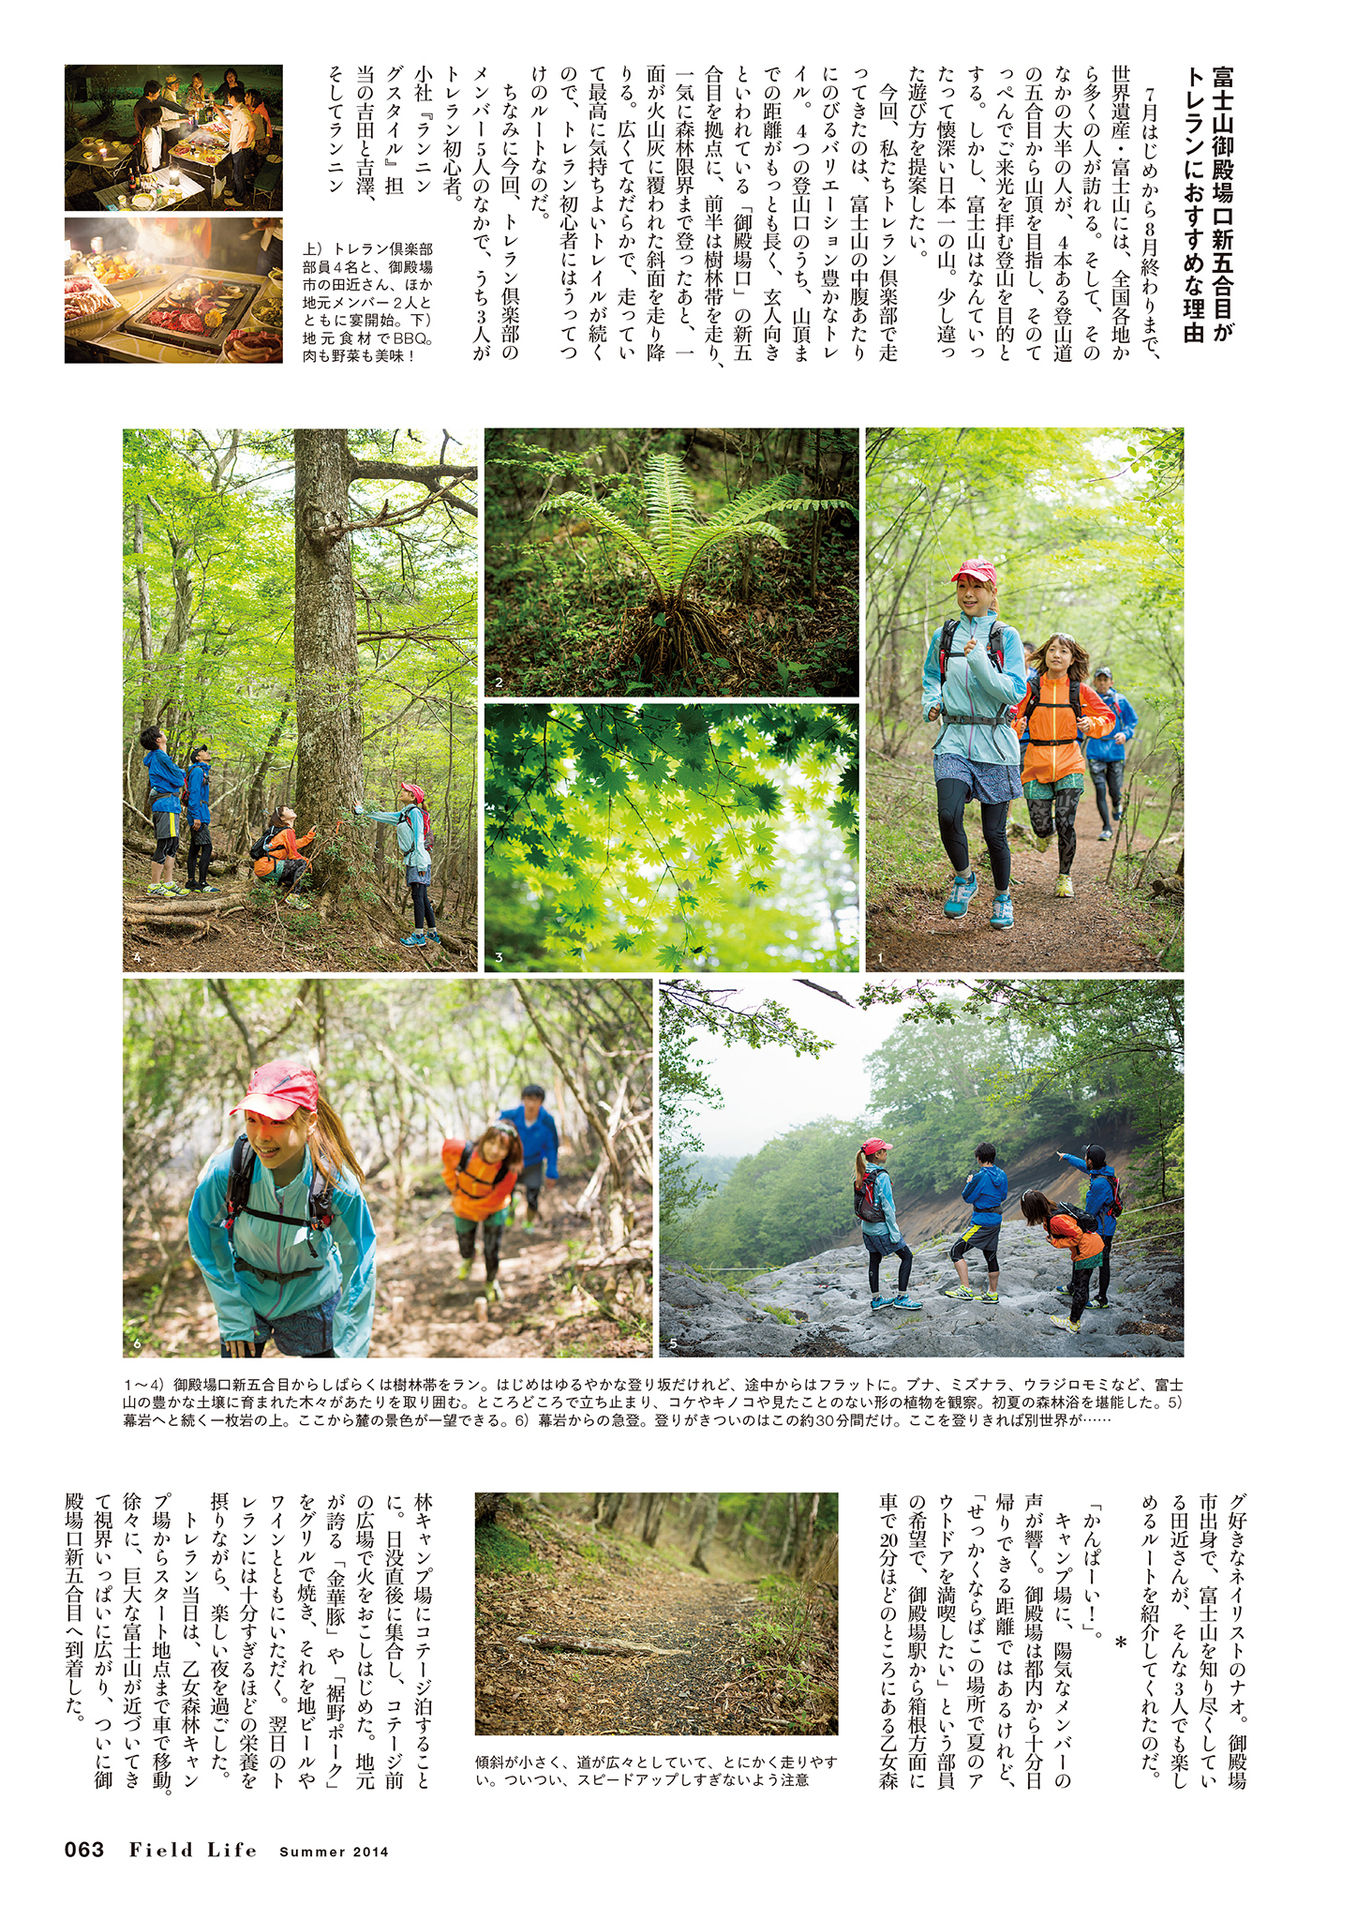 富士山御殿場口新五合目が
トレランにおすすめな理由
7月はじめから8月終わりまで、
世界遺産・富士山には、全国各地か
ら多くの人が訪れる。そして、その
なかの大半の人が、4本ある登山道
の五合目から山頂を目指し、そのて
っぺんでご来光を拝む登山を目的と
する。しかし、富士山はなんていっ
たって懐深い日本一の山。少し違っ
た遊び方を提案したい。
今回、私たちトレラン倶楽部で走
ってきたのは、富士山の中腹あたり
にのびるバリエーション豊かなトレ
イル。4つの登山口のうち、山頂ま
での距離がもっとも長く、玄人向き
といわれている「御殿場口」の新五
合目を拠点に、前半は樹林帯を走り、
一気に森林限界まで登ったあと、一
面が火山灰に覆われた斜面を走り降
りる。広くてなだらかで、走ってい
て最高に気持ちよいトレイルが続く
ので、トレラン初心者にはうってつ
けのルートなのだ。
ちなみに今回、トレラン倶楽部の
メンバー5人のなかで、うち3人が
トレラン初心者。
小社『ランニン
グスタイル』担
当の吉田と吉澤、
そしてランニン
上）トレラン倶楽部
部員4名と、御殿場
市の田近さん、ほか
地元メンバー2人と
ともに宴開始。下）
地元食材でBBQ。
肉も野菜も美味！
4
2
3
1
6
5
1～4）御殿場口新五合目からしばらくは樹林帯をラン。はじめはゆるやかな登り坂だけれど、途中からはフラットに。ブナ、ミズナラ、ウラジロモミなど、富士
山の豊かな土壌に育まれた木々があたりを取り囲む。ところどころで立ち止まり、コケやキノコや見たことのない形の植物を観察。初夏の森林浴を堪能した。5）
幕岩へと続く一枚岩の上。ここから麓の景色が一望できる。6）幕岩からの急登。登りがきついのはこの約30分間だけ。ここを登りきれば別世界が……
グ好きなネイリストのナオ。御殿場
市出身で、富士山を知り尽くしてい
る田近さんが、そんな3人でも楽し
めるルートを紹介してくれたのだ。
＊
「かんぱーい！」。
キャンプ場に、陽気なメンバーの
声が響く。御殿場は都内から十分日
帰りできる距離ではあるけれど、
「せっかくならばこの場所で夏のア
ウトドアを満喫したい」という部員
の希望で、御殿場駅から箱根方面に
車で20分ほどのところにある乙女森
林キャンプ場にコテージ泊すること
に。日没直後に集合し、コテージ前
の広場で火をおこしはじめた。地元
が誇る「金華豚」や「裾野ポーク」
をグリルで焼き、それを地ビールや
ワインとともにいただく。翌日のト
レランには十分すぎるほどの栄養を
摂りながら、楽しい夜を過ごした。
トレラン当日は、乙女森林キャン
プ場からスタート地点まで車で移動。
徐々に、巨大な富士山が近づいてき
て視界いっぱいに広がり、ついに御
殿場口新五合目へ到着した。
傾斜が小さく、道が広々としていて、とにかく走りやす
い。ついつい、スピードアップしすぎないよう注意
063 Field Life Summer 2014